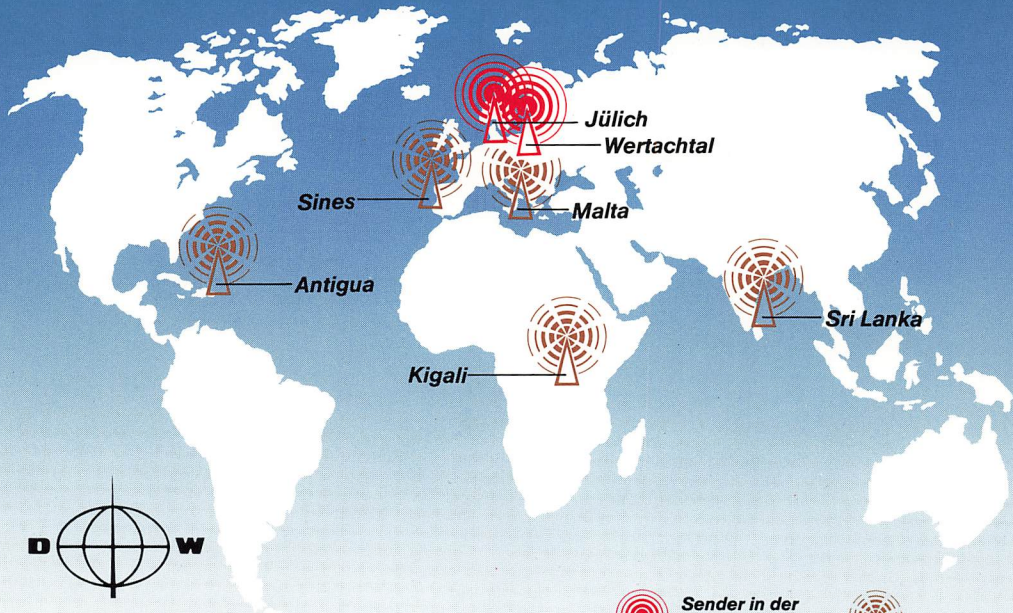 Jülich
Wertachtal
Sines
Malta
Antigua
Sri Lanka
Kigali
D W
Sender in der